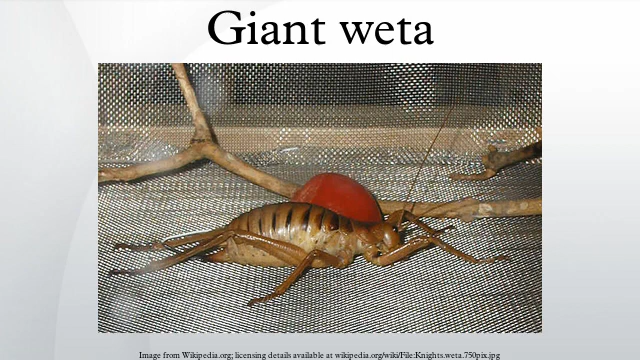 Giant weta
Image from Wikipedia.org; licensing details available at wikipedia.org/wiki/File:Knights.weta.750pix.jpg